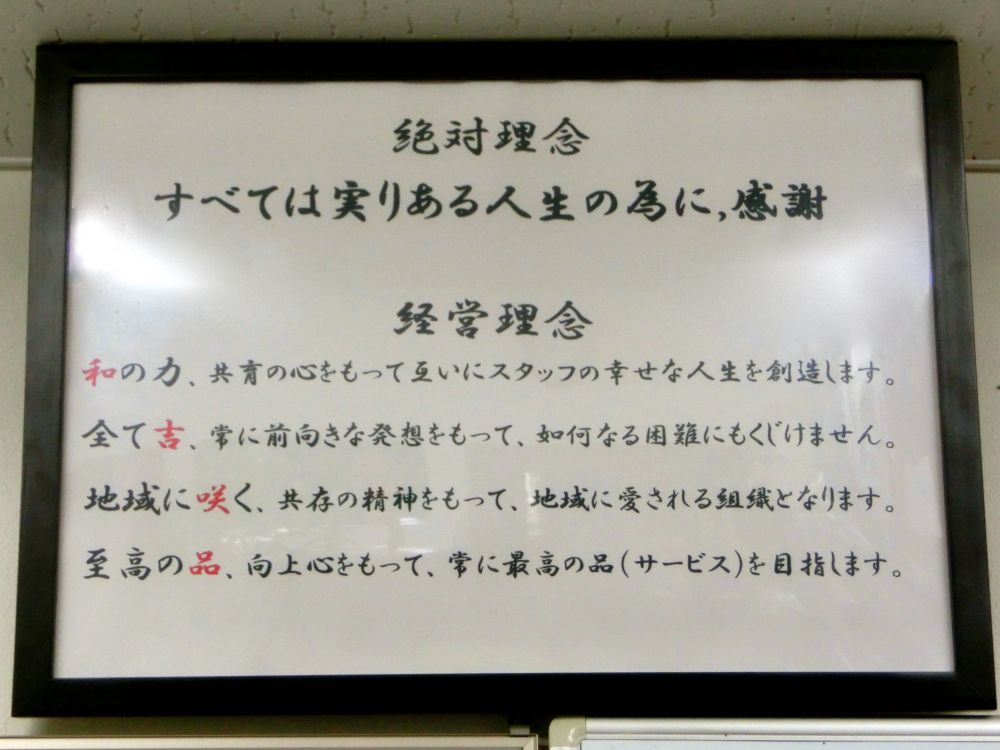 絶対理念
すべては実りある人生の為に,感謝
経営理念
和の力、共育の心をもって互いにスタッフの幸せな人生を創造します。
全て吉、常に前向きな発想をもって、如何なる困難にもくじけません。
地域に咲く、共存の精神をもって、地域に愛される組織となります。
至高の品、向上心をもって、常に最高の品(サービス)を目指します。